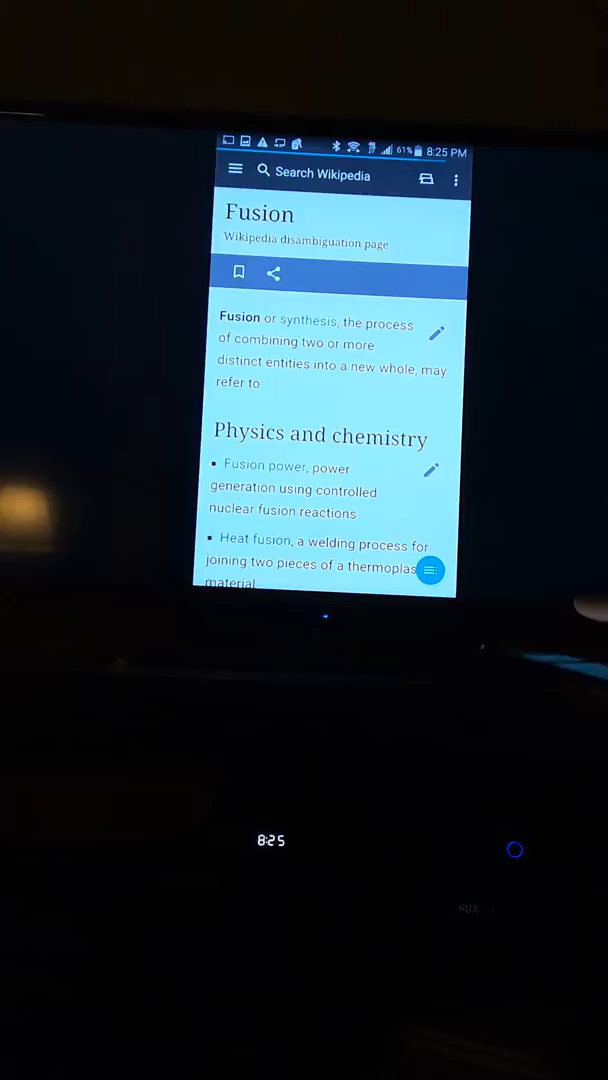 61% 8:25 PM
Search Wikipedia
Fusion
Wikipedia disambiguation page
Fusion or synthesis, the process
of combining two or more
distinct entities into a new whole, may
refer to:
Physics and chemistry
▪ Fusion power, power
generation using controlled
nuclear fusion reactions
▪ Heat fusion, a welding process for
joining two pieces of a thermoplas
material
8:25
AUX